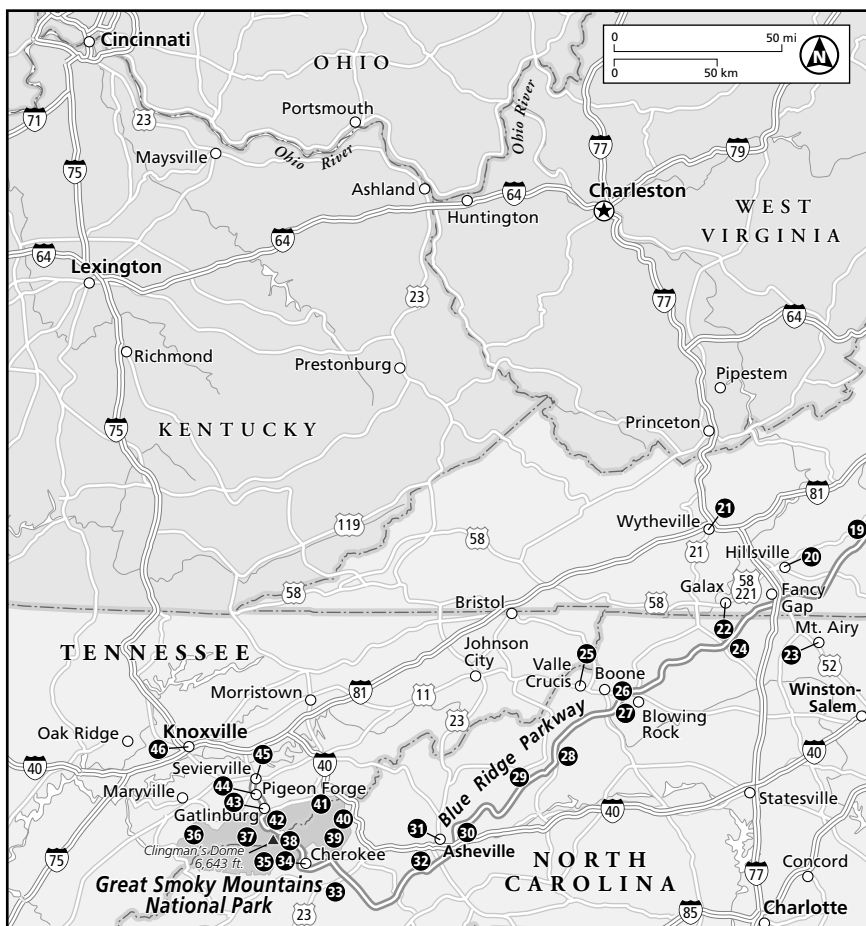 Cincinnati
OHIO
0 50 mi
0 50 km
N
Portsmouth
71
23
77
79
Maysville
Ohio River
Ohio River
75
Ashland
Huntington
64
Charleston
WEST
VIRGINIA
64
64
Lexington
23
77
64
Richmond
Prestonburg
Pipestem
75
KENTUCKY
Princeton
81
21
19
119
58
Wytheville
21
Hillsville
20
58
Galax
58
221
Fancy
Gap
Bristol
58
22
24
Mt. Airy
23
52
TENNESSEE
Johnson
City
25
Valle
Crucis
Boone
26
27
Blowing
Rock
Winston-
Salem
Morristown
81
11
23
Blue Ridge Parkway
28
29
Oak Ridge
Knoxville
46
45
40
40
40
Sevierville
44
Pigeon Forge
Maryville
43
Gatlinburg
42
41
40
39
36
37
38
Clingman's Dome
6,643 ft.
35
34
Cherokee
31
30
Asheville
32
40
Statesville
75
33
Great Smoky Mountains
National Park
23
NORTH
CAROLINA
Concord
77
85
Charlotte